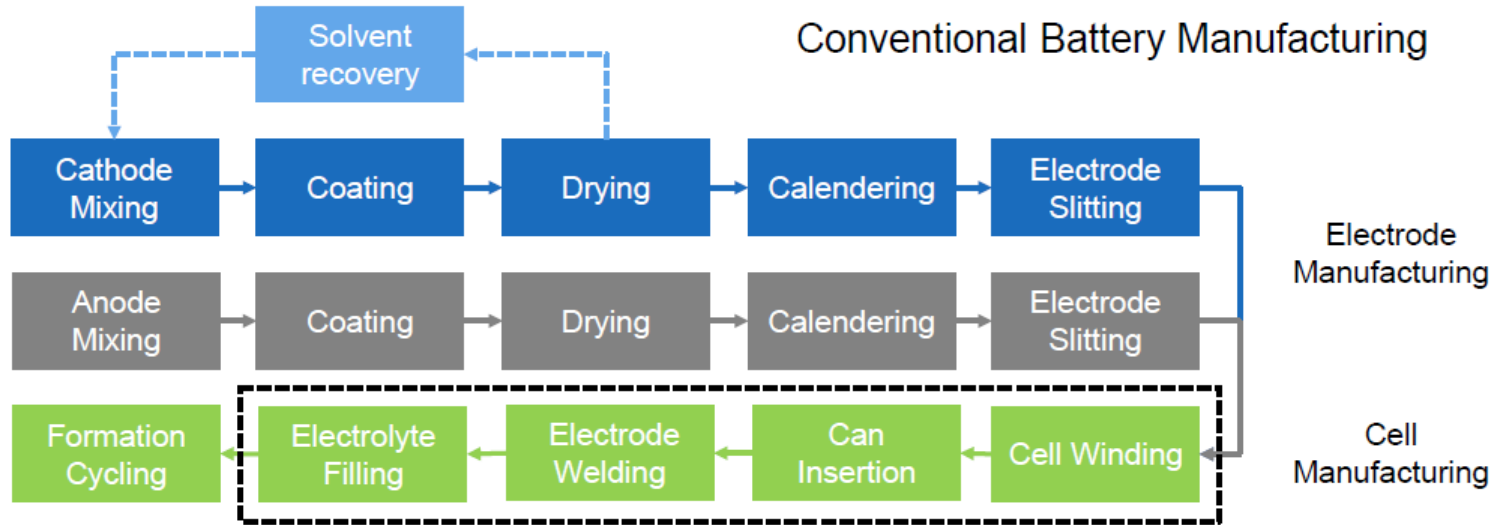 Conventional Battery Manufacturing
Solvent
recovery
Cathode
Mixing
Coating
Drying
Calendering
Electrode
Slitting
Electrode
Manufacturing
Anode
Mixing
Coating
Drying
Calendering
Electrode
Slitting
Formation
Cycling
Electrolyte
Filling
Electrode
Welding
Can
Insertion
Cell Winding
Cell
Manufacturing